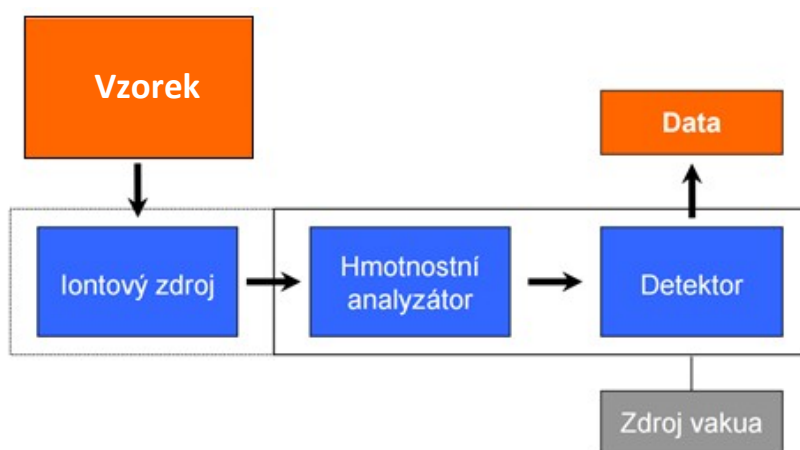 Vzorek
Data
Iontový zdroj
Hmotnostní
analyzátor
Detektor
Zdroj vakua